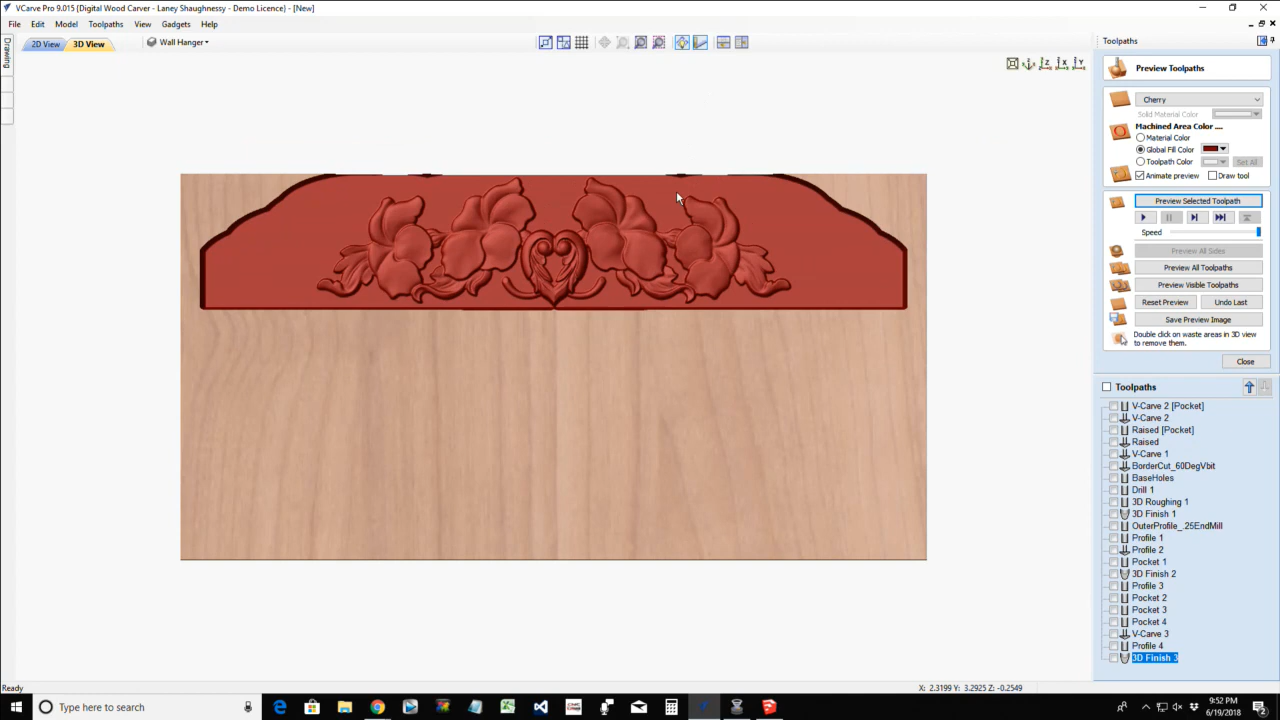 VCarve Pro 9.015 {Digital Wood Carver - Laney Shaughnessy - Demo Licence} - [New]
File Edit Model Toolpaths View Gadgets Help
2D View 3D View Wall Hanger
Drawing
Z X Y
Toolpaths
Preview Toolpaths
Cherry
Solid Material Color
Machined Area Color ....
Material Color
Global Fill Color
Toolpath Color Set All
Animate preview Draw tool
Preview Selected Toolpath
Speed
Preview All Sides
Preview All Toolpaths
Preview Visible Toolpaths
Reset Preview Undo Last
Save Preview Image
Double click on waste areas in 3D view
to remove them.
Close
Toolpaths
V-Carve 2 [Pocket]
V-Carve 2
Raised [Pocket]
Raised
V-Carve 1
BorderCut_60DegVbit
BaseHoles
Drill 1
3D Roughing 1
3D Finish 1
OuterProfile_.25EndMill
Profile 1
Profile 2
Pocket 1
3D Finish 2
Profile 3
Pocket 2
Pocket 3
Pocket 4
V-Carve 3
Profile 4
3D Finish 3
Ready X: 2.3199 Y: 3.2925 Z: -0.2549
Type here to search
9:52 PM
6/19/2018
2